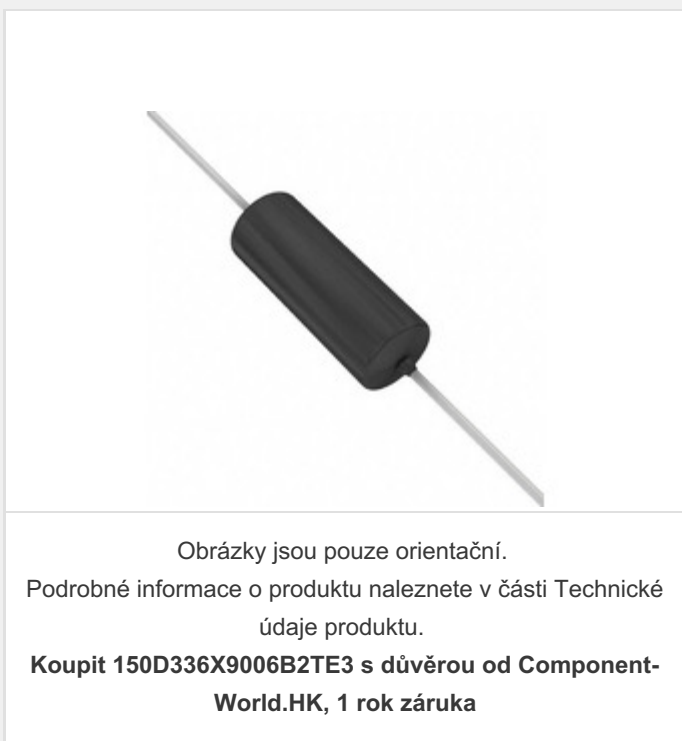 Obrázky jsou pouze orientační.
Podrobné informace o produktu naleznete v části Technické
údaje produktu.
Koupit 150D336X9006B2TE3 s důvěrou od Component-
World.HK, 1 rok záruka